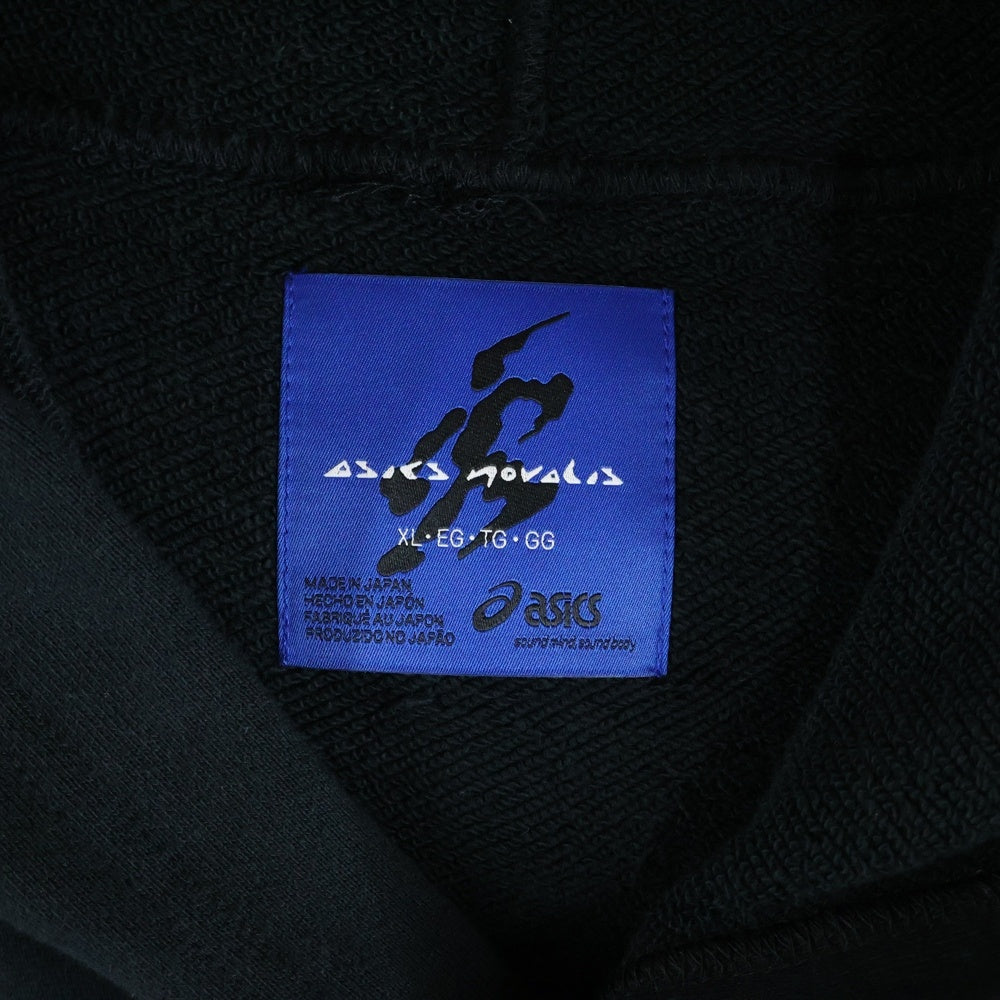 asics novalis
XL·EG·TG·GG
MADE IN JAPAN
HECHO EN JAPÓN
FABRIQUÉ AU JAPON
PRODUZIDO NO JAPÃO
asics
sound mind, sound body